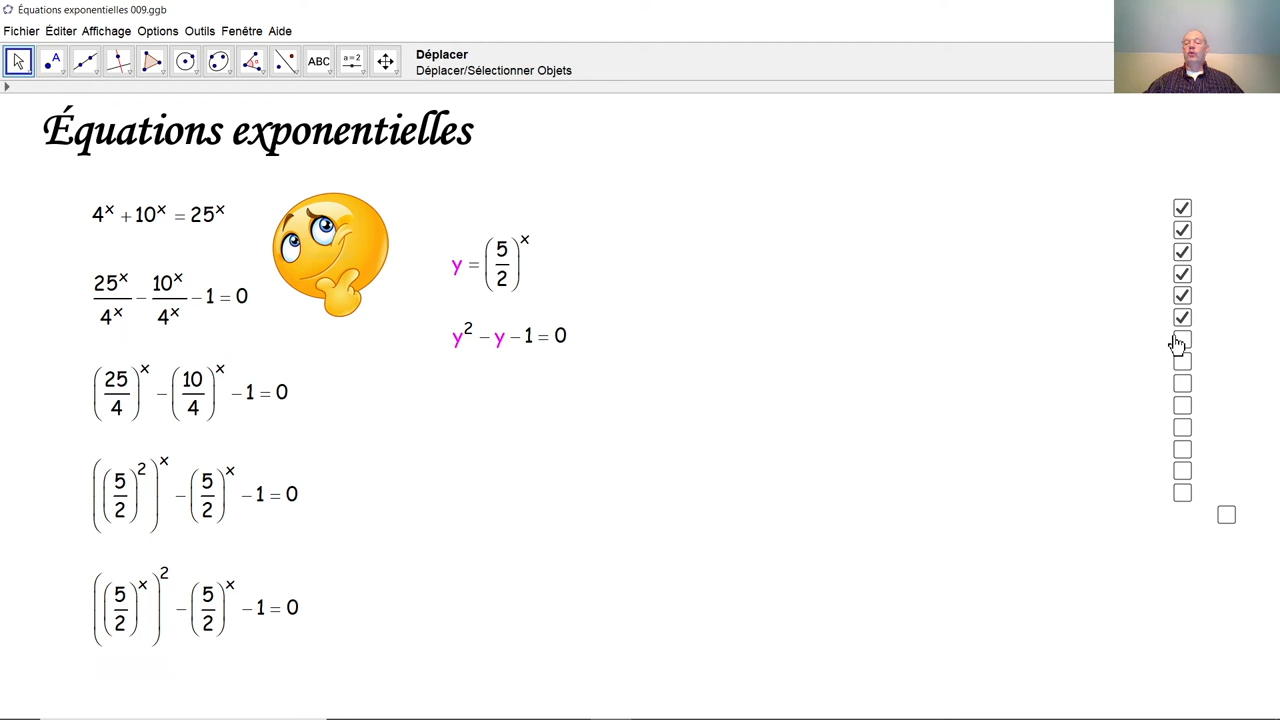 Équations exponentielles 009.ggb
Fichier Éditer Affichage Options Outils Fenêtre Aide
A
α
ABC
a=2
Déplacer
Déplacer/Sélectionner Objets
Équations exponentielles
4^x + 10^x = 25^x
25^x/4^x − 10^x/4^x − 1 = 0
(25/4)^x − (10/4)^x − 1 = 0
((5/2)^2)^x − (5/2)^x − 1 = 0
((5/2)^x)^2 − (5/2)^x − 1 = 0
y = (5/2)^x
y^2 − y − 1 = 0